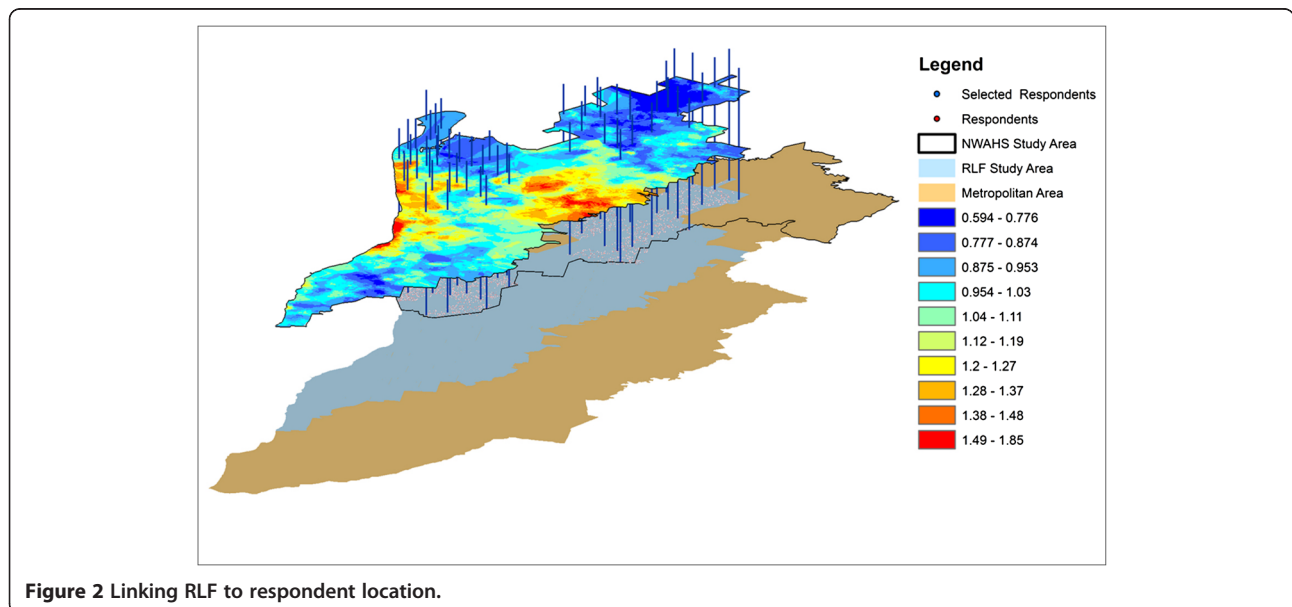 Legend
Selected Respondents
Respondents
NWAHS Study Area
RLF Study Area
Metropolitan Area
0.594 - 0.776
0.777 - 0.874
0.875 - 0.953
0.954 - 1.03
1.04 - 1.11
1.12 - 1.19
1.2 - 1.27
1.28 - 1.37
1.38 - 1.48
1.49 - 1.85
Figure 2 Linking RLF to respondent location.